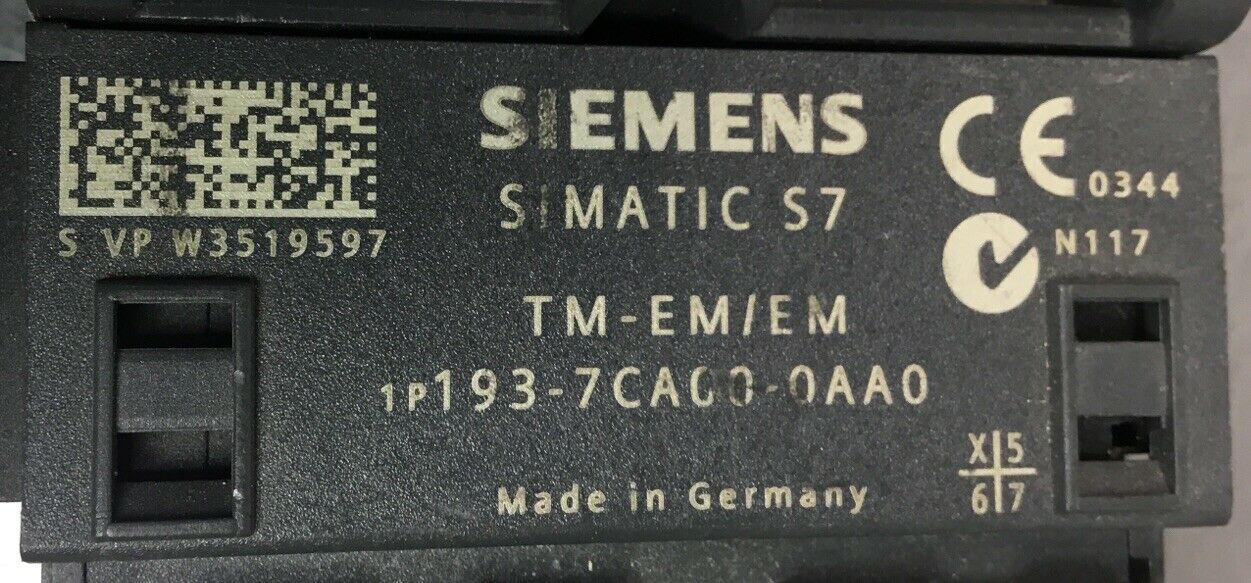 S VP W3519597
SIEMENS
SIMATIC S7
TM-EM/EM
1P193-7CA00-0AA0
Made in Germany
CE 0344
N117
X 5
6 7